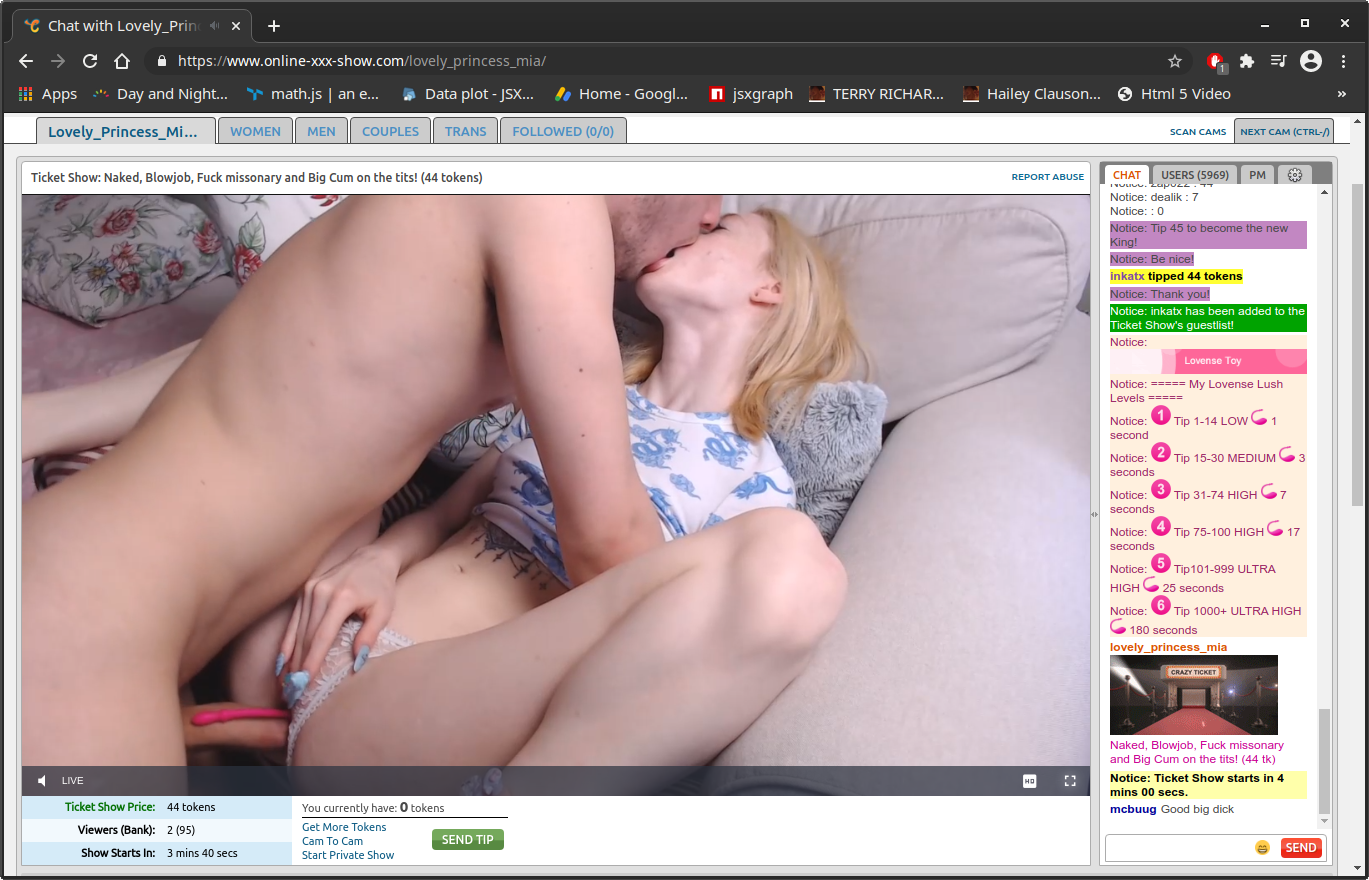 Chat with Lovely_Prin
https://www.online-xxx-show.com/lovely_princess_mia/
1
Apps
Day and Night...
math.js | an e...
Data plot - JSX...
Home - Googl...
jsxgraph
TERRY RICHAR...
Hailey Clauson...
Html 5 Video
»
Lovely_Princess_Mi...
WOMEN
MEN
COUPLES
TRANS
FOLLOWED (0/0)
SCAN CAMS
NEXT CAM (CTRL-/)
Ticket Show: Naked, Blowjob, Fuck missonary and Big Cum on the tits! (44 tokens)
REPORT ABUSE
LIVE
HD
Ticket Show Price: 44 tokens
Viewers (Bank): 2 (95)
Show Starts In: 3 mins 40 secs
You currently have: 0 tokens
Get More Tokens
Cam To Cam
Start Private Show
SEND TIP
CHAT
USERS (5969)
PM
Notice: dealik : 7
Notice: : 0
Notice: Tip 45 to become the new
King!
Notice: Be nice!
inkatx tipped 44 tokens
Notice: Thank you!
Notice: inkatx has been added to the
Ticket Show's guestlist!
Notice:
Lovense Toy
Notice: ===== My Lovense Lush
Levels =====
Notice: 1 Tip 1-14 LOW 1
second
Notice: 2 Tip 15-30 MEDIUM 3
seconds
Notice: 3 Tip 31-74 HIGH 7
seconds
Notice: 4 Tip 75-100 HIGH 17
seconds
Notice: 5 Tip101-999 ULTRA
HIGH 25 seconds
Notice: 6 Tip 1000+ ULTRA HIGH
180 seconds
lovely_princess_mia
CRAZY TICKET
Naked, Blowjob, Fuck missonary
and Big Cum on the tits! (44 tk)
Notice: Ticket Show starts in 4
mins 00 secs.
mcbuug Good big dick
SEND